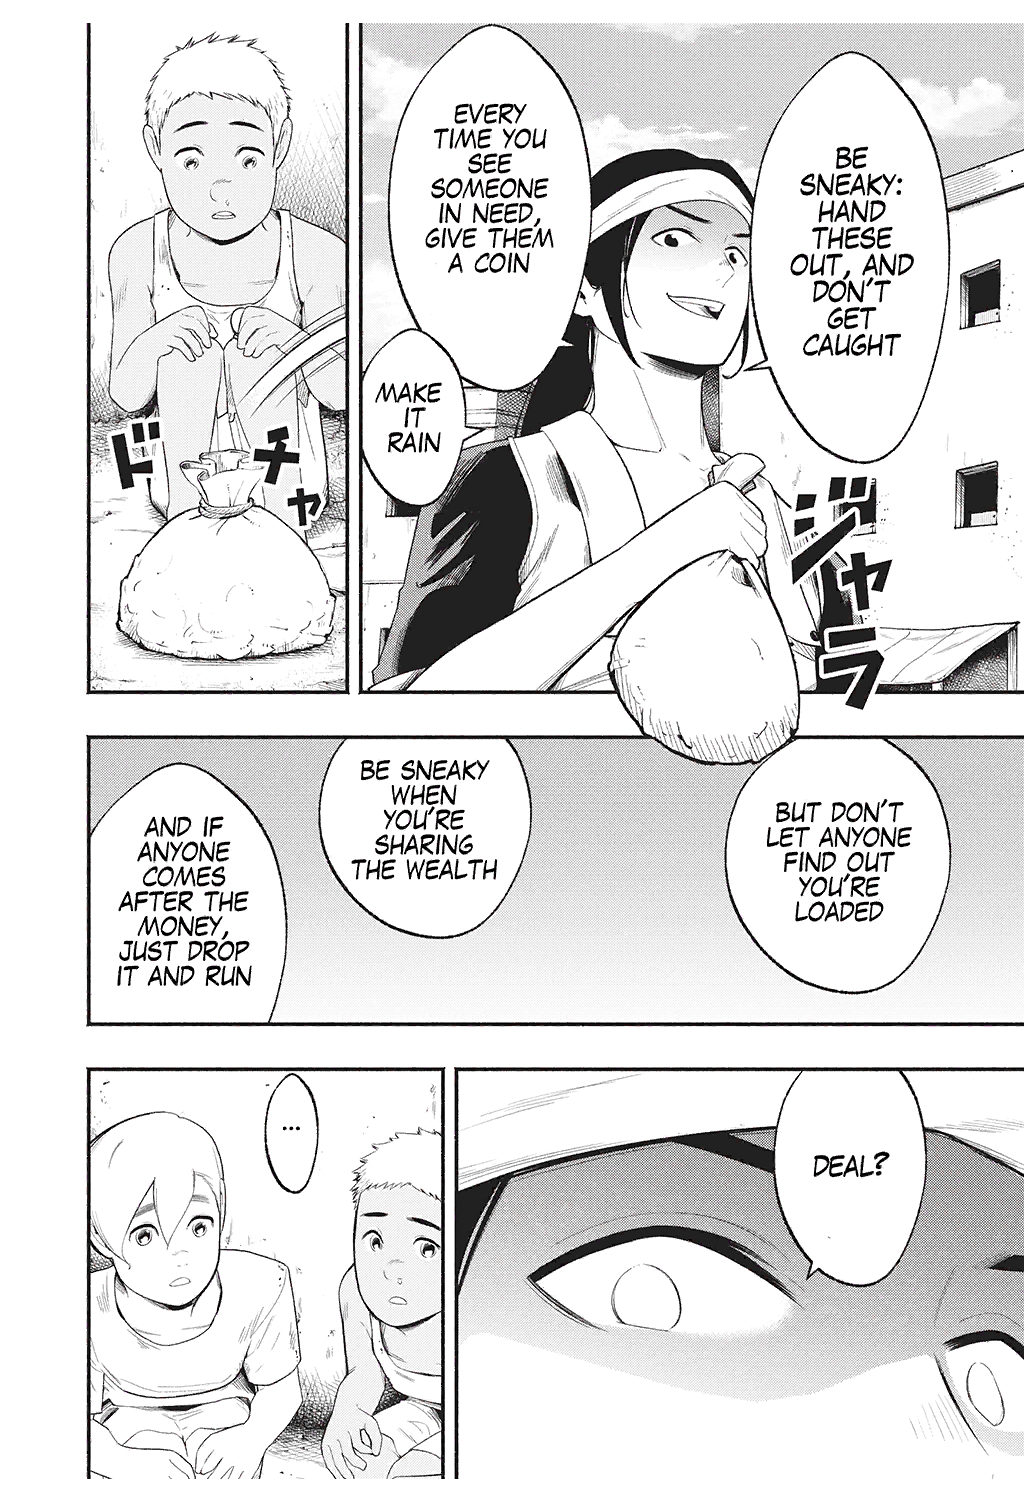 BE
SNEAKY:
HAND
THESE
OUT, AND
DON'T
GET
CAUGHT
ジャラ
EVERY
TIME YOU
SEE
SOMEONE
IN NEED,
GIVE THEM
A COIN
MAKE
IT
RAIN
ドチャ
BUT DON'T
LET ANYONE
FIND OUT
YOU'RE
LOADED
BE SNEAKY
WHEN
YOU'RE
SHARING
THE WEALTH
AND IF
ANYONE
COMES
AFTER THE
MONEY,
JUST DROP
IT AND RUN
DEAL?
...